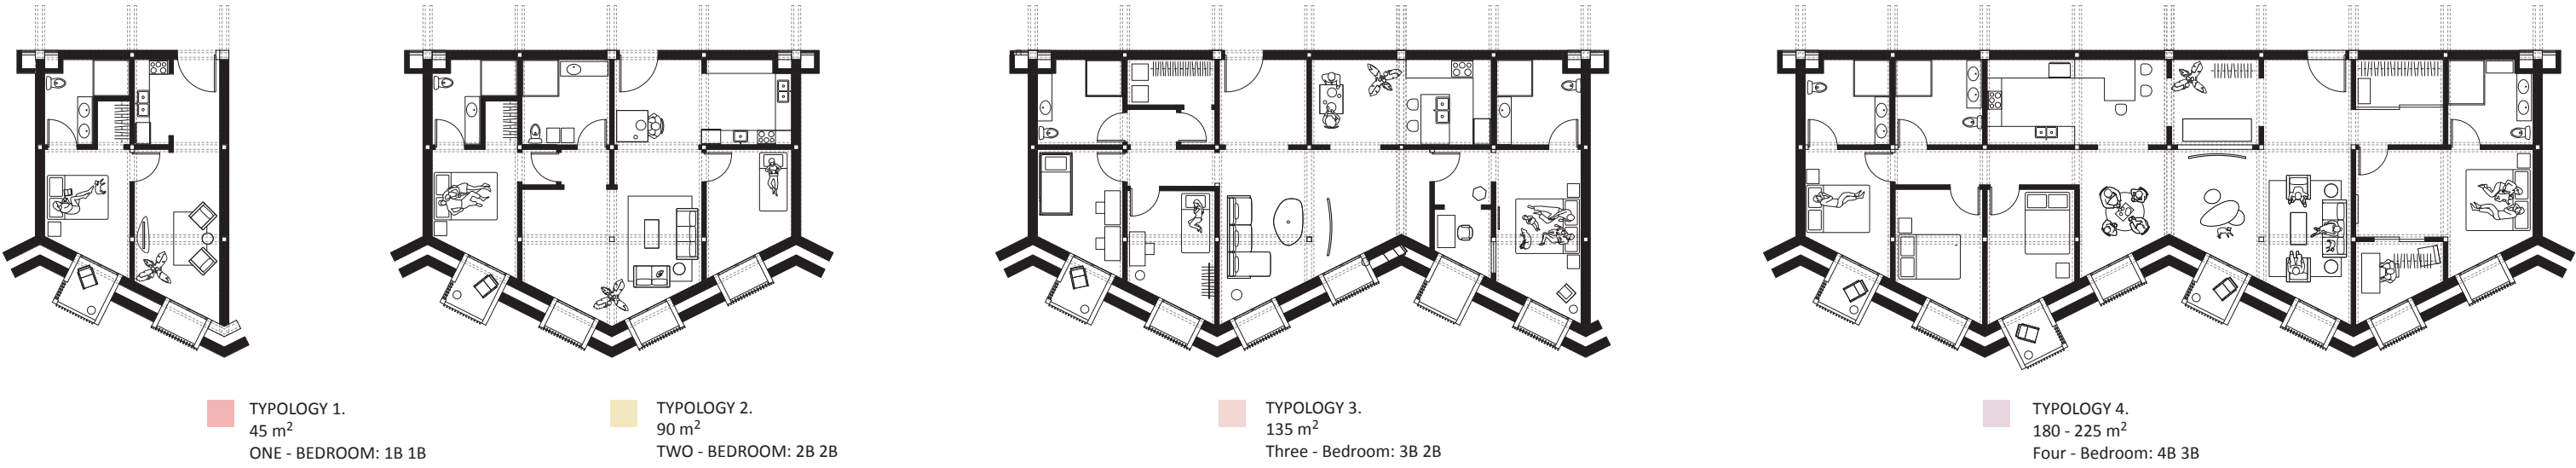 TYPOLOGY 1.
45 m²
ONE - BEDROOM: 1B 1B
TYPOLOGY 2.
90 m²
TWO - BEDROOM: 2B 2B
TYPOLOGY 3.
135 m²
Three - Bedroom: 3B 2B
TYPOLOGY 4.
180 - 225 m²
Four - Bedroom: 4B 3B